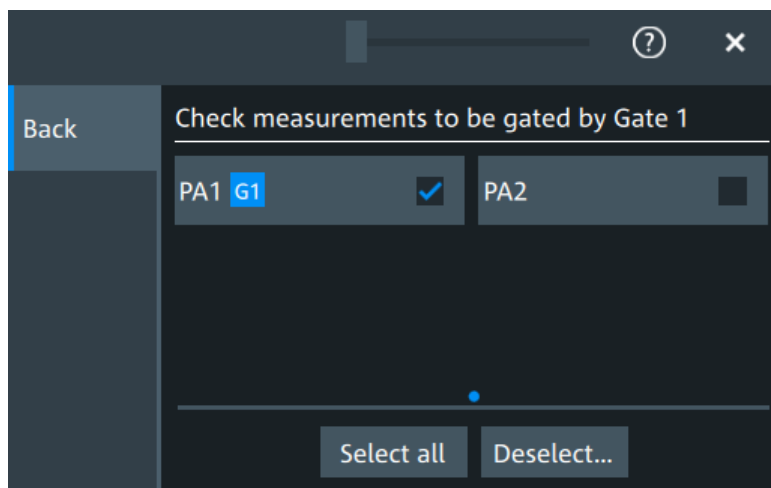 ?
Back
Check measurements to be gated by Gate 1
PA1 G1
PA2
Select all
Deselect...